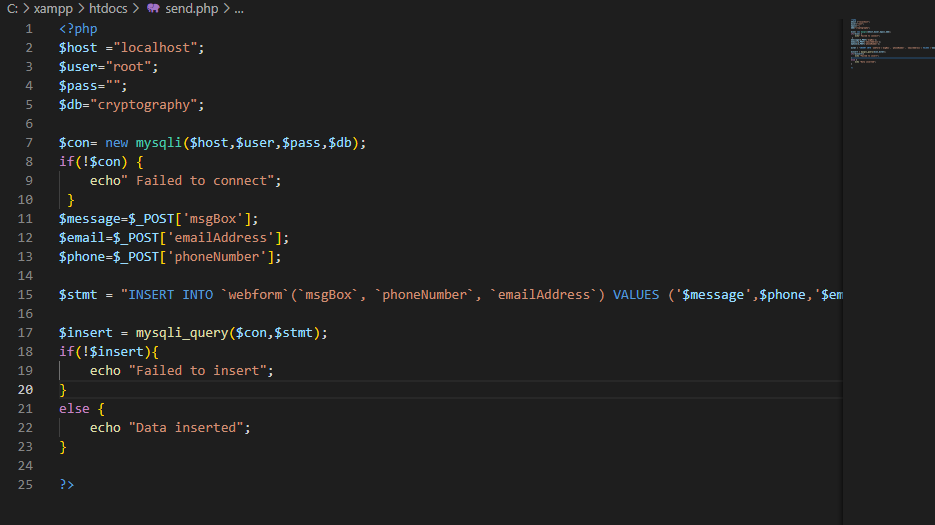 C: > xampp > htdocs > send.php > ...
1 <?php
2 $host ="localhost";
3 $user="root";
4 $pass="";
5 $db="cryptography";
6
7 $con= new mysqli($host,$user,$pass,$db);
8 if(!$con) {
9     echo" Failed to connect";
10  }
11 $message=$_POST['msgBox'];
12 $email=$_POST['emailAddress'];
13 $phone=$_POST['phoneNumber'];
14
15 $stmt = "INSERT INTO `webform`(`msgBox`, `phoneNumber`, `emailAddress`) VALUES ('$message',$phone,'$em
16
17 $insert = mysqli_query($con,$stmt);
18 if(!$insert){
19     echo "Failed to insert";
20 }
21 else {
22     echo "Data inserted";
23 }
24
25 ?>